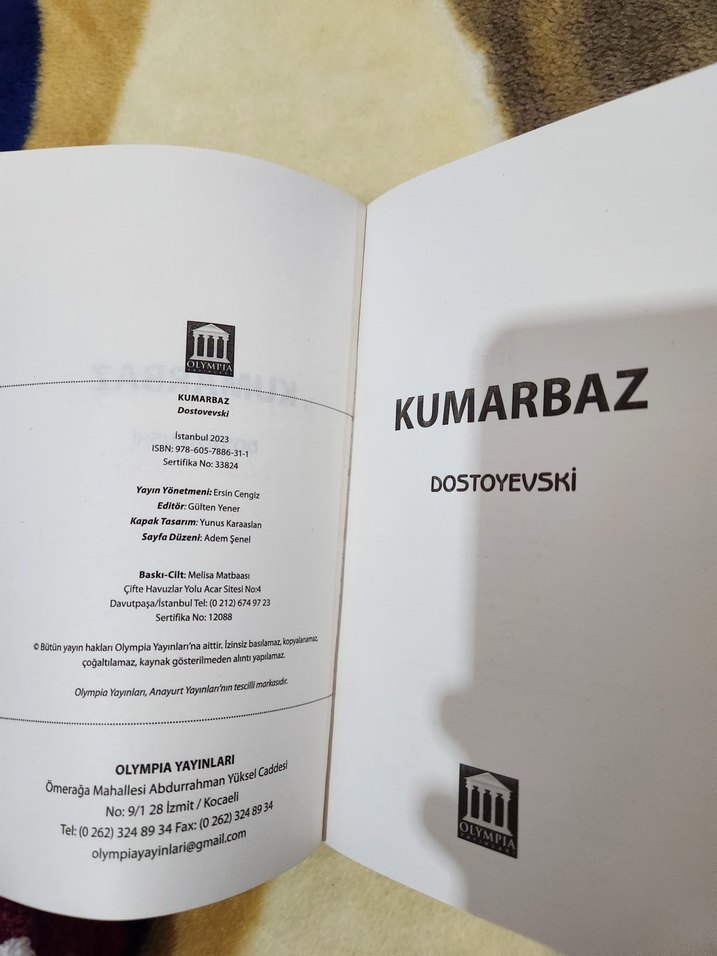 OLYMPIA
YAYINLARI
KUMARBAZ
Dostovevski
İstanbul 2023
ISBN: 978-605-7886-31-1
Sertifika No: 33824
Yayın Yönetmeni: Ersin Cengiz
Editör: Gülten Yener
Kapak Tasarım: Yunus Karaaslan
Sayfa Düzeni: Adem Şenel
Baskı-Cilt: Melisa Matbaası
Çifte Havuzlar Yolu Acar Sitesi No:4
Davutpaşa/İstanbul Tel: (0 212) 674 97 23
Sertifika No: 12088
© Bütün yayın hakları Olympia Yayınları'na aittir. İzinsiz basılamaz, kopyalanamaz,
çoğaltılamaz, kaynak gösterilmeden alıntı yapılamaz.
Olympia Yayınları, Anayurt Yayınları'nın tescilli markasıdır.
OLYMPIA YAYINLARI
Ömerağa Mahallesi Abdurrahman Yüksel Caddesi
No: 9/1 28 İzmit / Kocaeli
Tel: (0 262) 324 89 34 Fax: (0 262) 324 89 34
olympiayayinlari@gmail.com
KUMARBAZ
DOSTOYEVSKİ
OLYMPIA
YAYINLARI